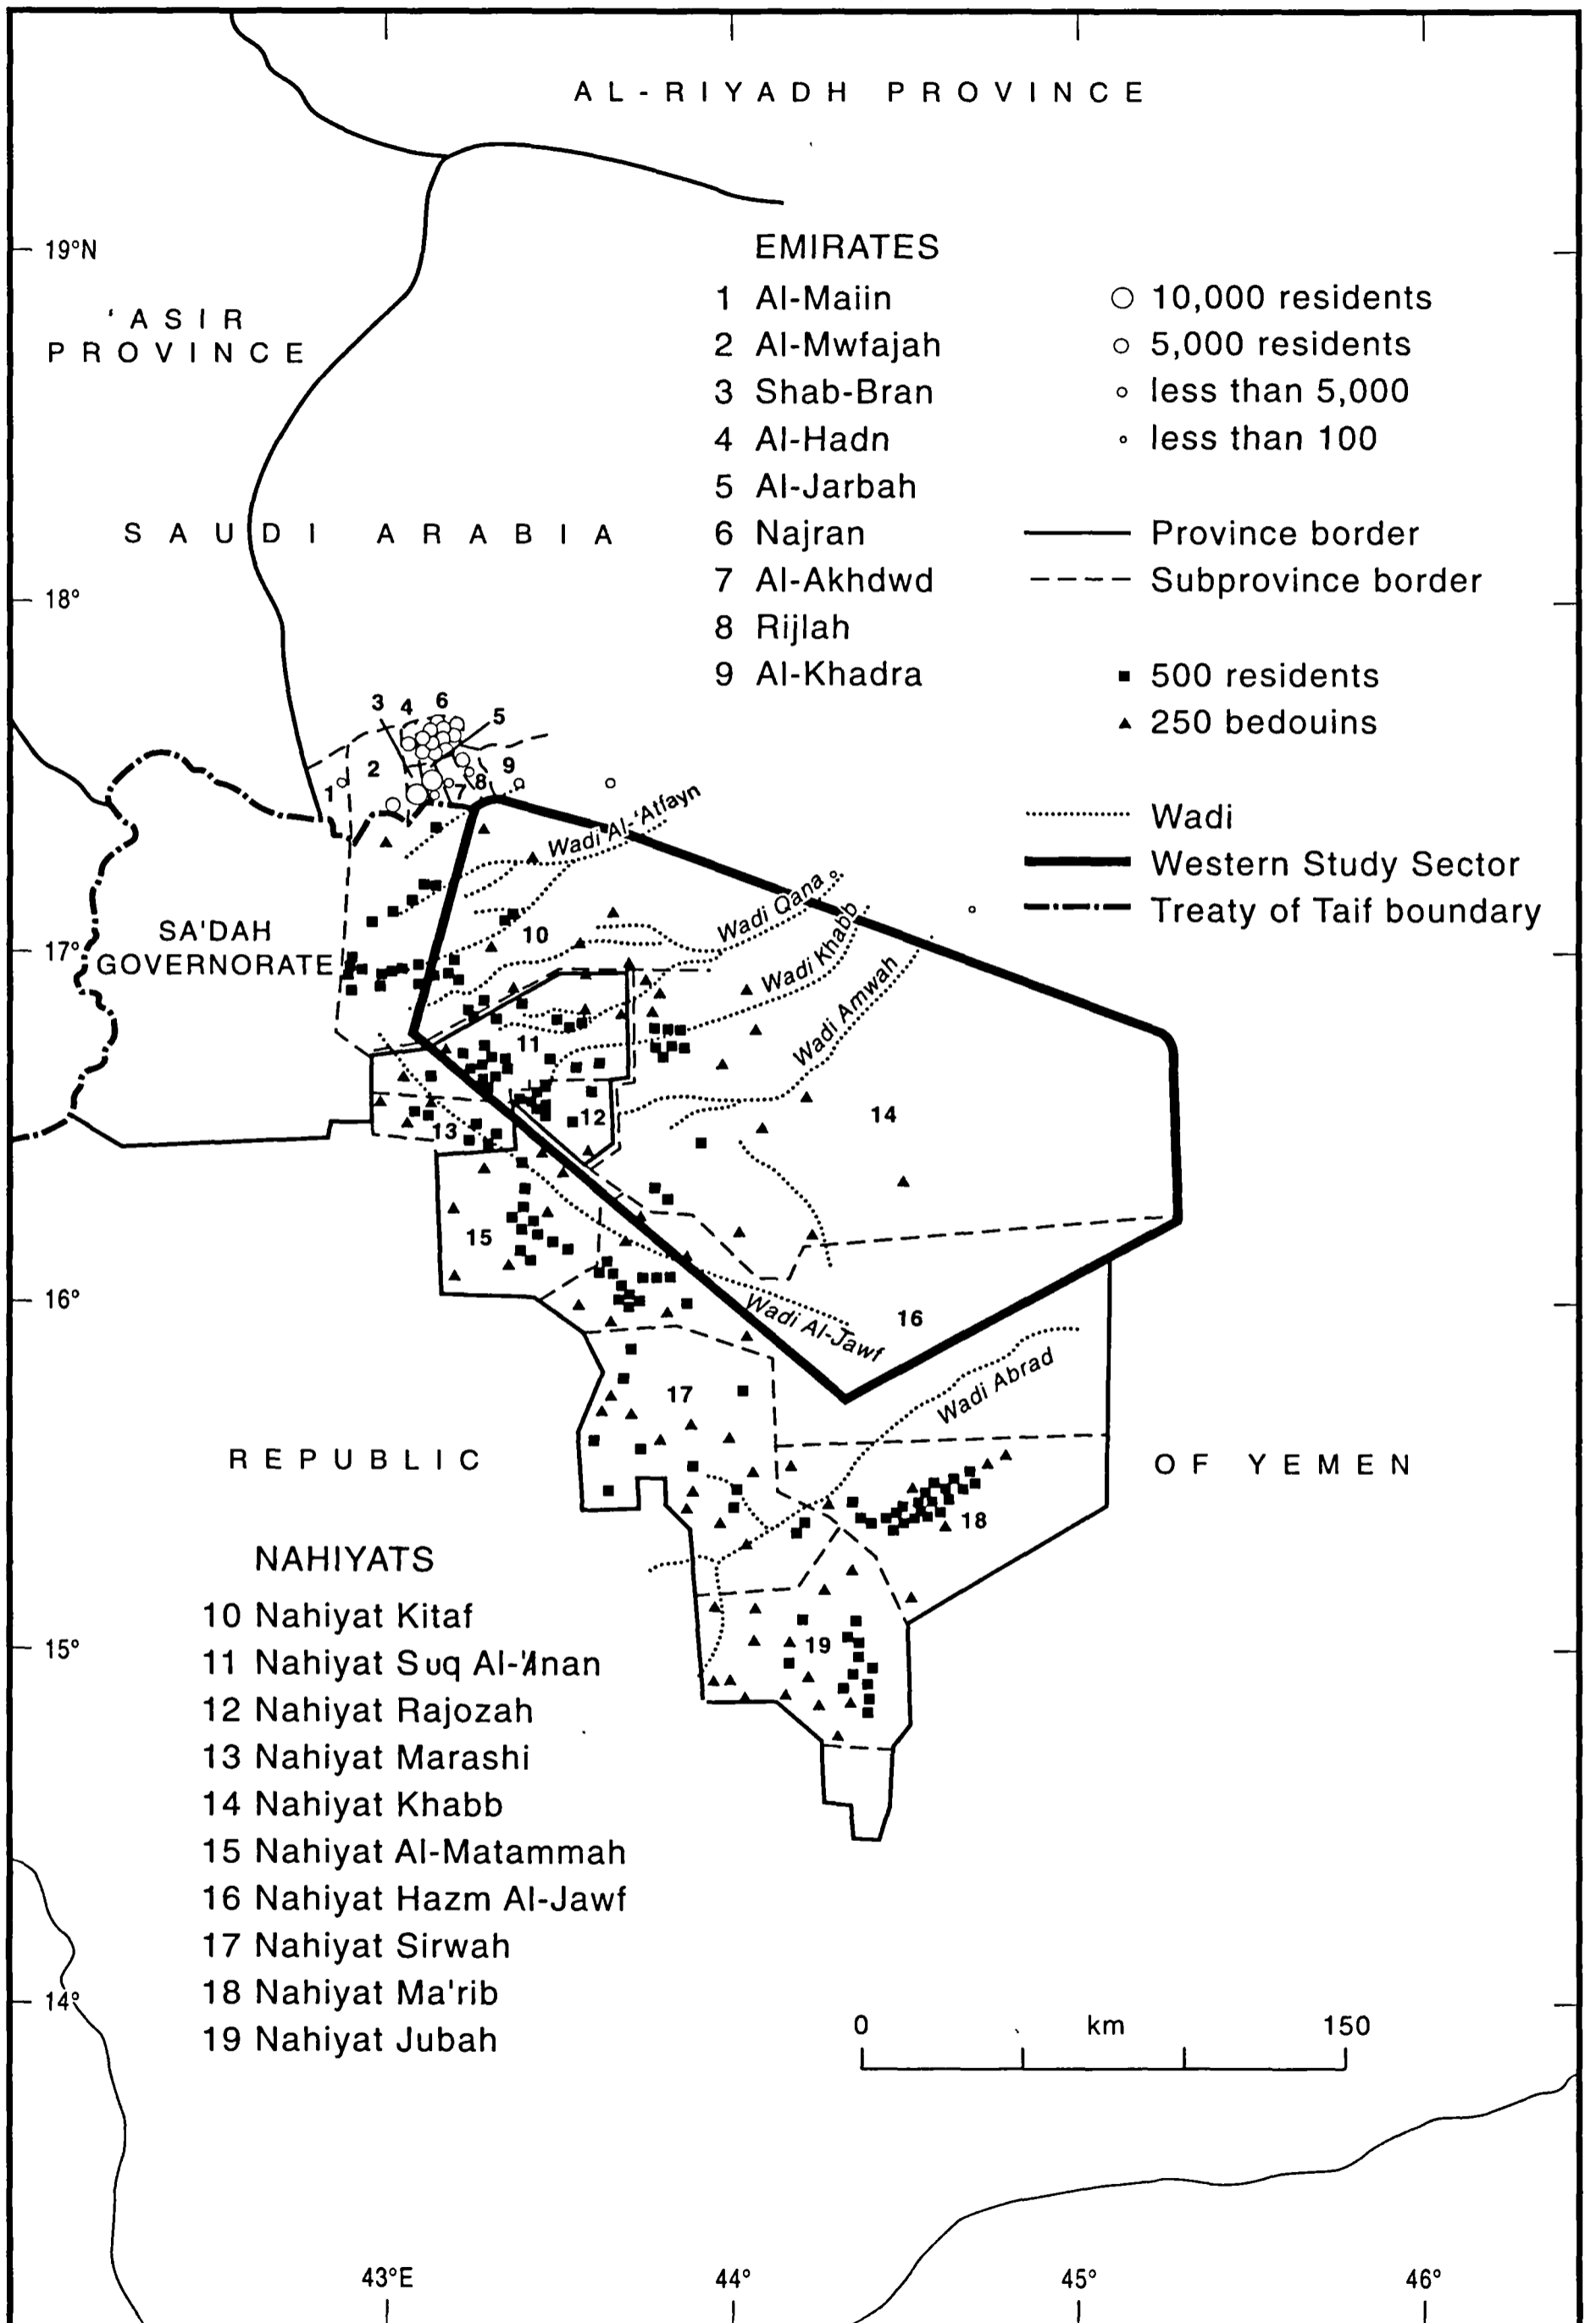 AL-RIYADH PROVINCE
19°N
'ASIR
PROVINCE
EMIRATES
1 Al-Maiin
2 Al-Mwfajah
3 Shab-Bran
4 Al-Hadn
5 Al-Jarbah
6 Najran
7 Al-Akhdwd
8 Rijlah
9 Al-Khadra
10,000 residents
5,000 residents
less than 5,000
less than 100
Province border
Subprovince border
500 residents
250 bedouins
Wadi
Western Study Sector
Treaty of Taif boundary
SAUDI ARABIA
18°
3
4
6
5
2
1
9
8
7
Wadi Al-'Atfayn
Wadi Qana
Wadi Khabb
Wadi Amwah
SA'DAH
GOVERNORATE
17°
10
11
12
13
14
15
16°
16
Wadi Al-Jawf
Wadi Abrad
17
REPUBLIC
OF YEMEN
18
19
15°
NAHIYATS
10 Nahiyat Kitaf
11 Nahiyat Suq Al-'Anan
12 Nahiyat Rajozah
13 Nahiyat Marashi
14 Nahiyat Khabb
15 Nahiyat Al-Matammah
16 Nahiyat Hazm Al-Jawf
17 Nahiyat Sirwah
18 Nahiyat Ma'rib
19 Nahiyat Jubah
14°
0 km 150
43°E 44° 45° 46°